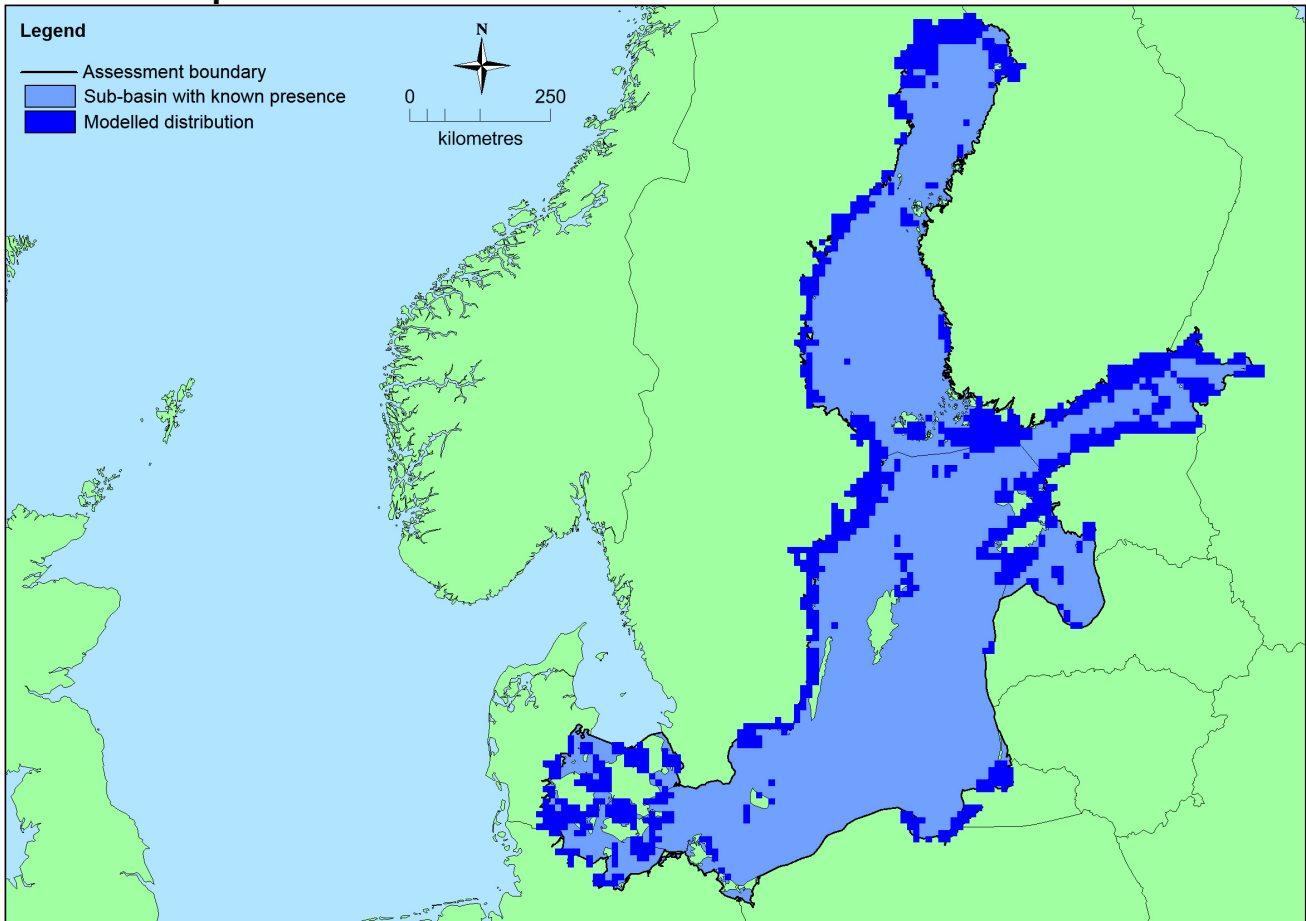 Legend
Assessment boundary
Sub-basin with known presence
Modelled distribution
N
0 250
kilometres